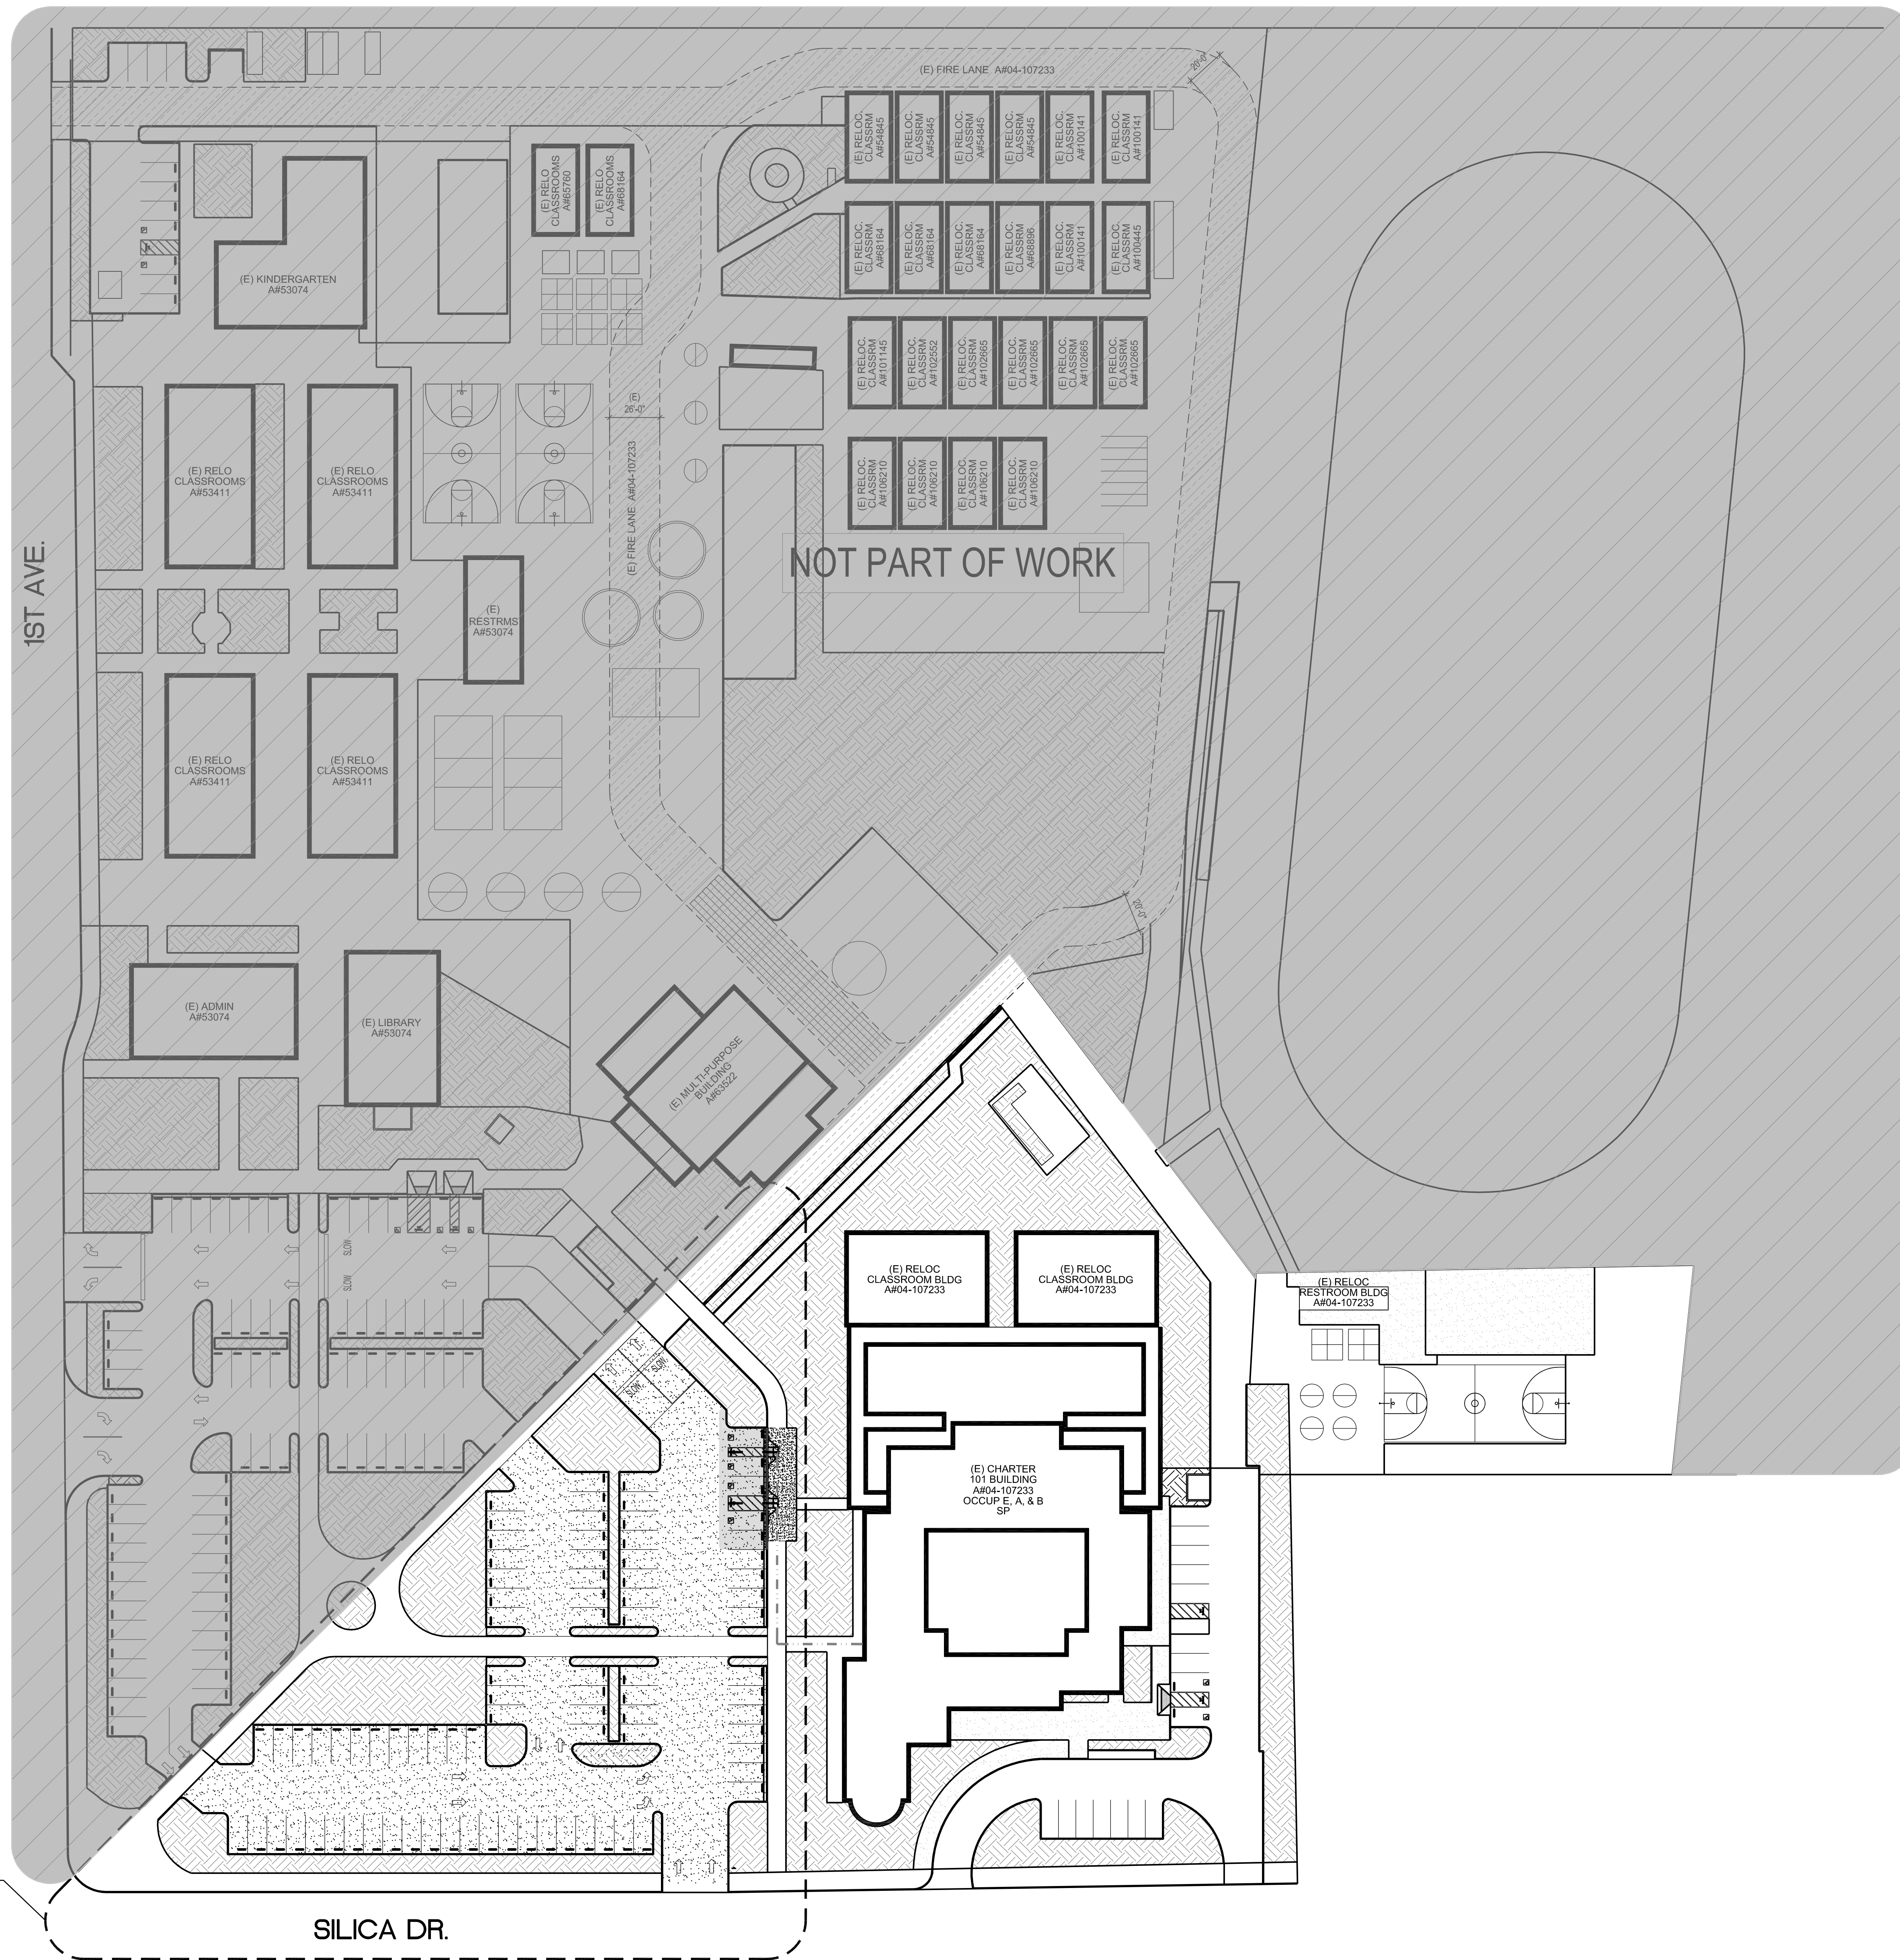 (E) FIRE LANE A#04-107233
20'-0"
(E) RELOC.
CLASSRM
A#54845
(E) RELOC.
CLASSRM
A#54845
(E) RELOC.
CLASSRM
A#54845
(E) RELOC.
CLASSRM
A#54845
(E) RELOC.
CLASSRM
A#100141
(E) RELOC.
CLASSRM
A#100141
(E) RELO
CLASSROOMS
A#65760
(E) RELO
CLASSROOMS
A#68164
(E) RELOC.
CLASSRM
A#68164
(E) RELOC.
CLASSRM
A#68164
(E) RELOC.
CLASSRM
A#68164
(E) RELOC.
CLASSRM
A#68896
(E) RELOC.
CLASSRM
A#100141
(E) RELOC.
CLASSRM
A#100445
(E) KINDERGARTEN
A#53074
(E) RELOC.
CLASSRM
A#101145
(E) RELOC.
CLASSRM
A#102552
(E) RELOC.
CLASSRM
A#102665
(E) RELOC.
CLASSRM
A#102665
(E) RELOC.
CLASSRM
A#102665
(E) RELOC.
CLASSRM
A#102665
(E)
26'-0"
(E) FIRE LANE A#04-107233
(E) RELO
CLASSROOMS
A#53411
(E) RELO
CLASSROOMS
A#53411
(E) RELOC.
CLASSRM
A#106210
(E) RELOC.
CLASSRM
A#106210
(E) RELOC.
CLASSRM
A#106210
(E) RELOC.
CLASSRM
A#106210
NOT PART OF WORK
1ST AVE.
(E)
RESTRMS
A#53074
(E) RELO
CLASSROOMS
A#53411
(E) RELO
CLASSROOMS
A#53411
20'-0"
(E) ADMIN
A#53074
(E) LIBRARY
A#53074
(E) MULTI-PURPOSE
BUILDING
A#63522
SLOW
SLOW
(E) RELOC
CLASSROOM BLDG
A#04-107233
(E) RELOC
CLASSROOM BLDG
A#04-107233
(E) RELOC
RESTROOM BLDG
A#04-107233
SLOW
SLOW
(E) CHARTER
101 BUILDING
A#04-107233
OCCUP E, A, & B
SP
SILICA DR.